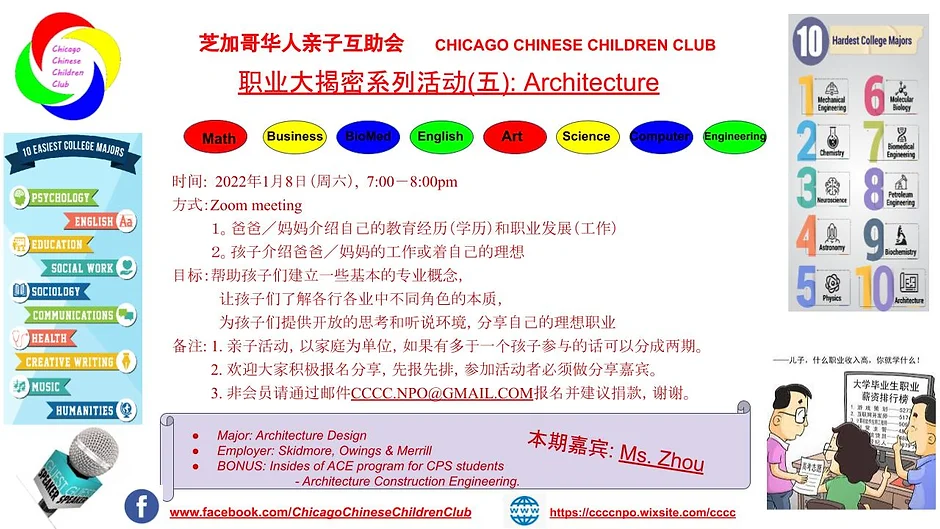 Chicago
Chinese
Children
Club
芝加哥华人亲子互助会 CHICAGO CHINESE CHILDREN CLUB
职业大揭密系列活动(五): Architecture
Math
Business
BioMed
English
Art
Science
Computer
Engineering
10 EASIEST COLLEGE MAJORS
PSYCHOLOGY
ENGLISH Aa
EDUCATION
SOCIAL WORK
SOCIOLOGY
COMMUNICATIONS
HEALTH
CREATIVE WRITING
MUSIC
HUMANITIES
时间: 2022年1月8日(周六), 7:00－8:00pm
方式:Zoom meeting
1。爸爸／妈妈介绍自己的教育经历(学历)和职业发展(工作)
2。孩子介绍爸爸／妈妈的工作或着自己的理想
目标:帮助孩子们建立一些基本的专业概念,
让孩子们了解各行各业中不同角色的本质,
为孩子们提供开放的思考和听说环境, 分享自己的理想职业
备注: 1. 亲子活动, 以家庭为单位, 如果有多于一个孩子参与的话可以分成两期。
2. 欢迎大家积极报名分享, 先报先排, 参加活动者必须做分享嘉宾。
3. 非会员请通过邮件CCCC.NPO@GMAIL.COM报名并建议捐款, 谢谢。
10 Hardest College Majors
1 Mechanical Engineering
6 Molecular Biology
2 Chemistry
7 Biomedical Engineering
3 Neuroscience
8 Petroleum Engineering
4 Astronomy
9 Biochemistry
5 Physics
10 Architecture
——儿子，什么职业收入高，你就学什么！
大学毕业生职业
薪资排行榜
高考志愿
● Major: Architecture Design
● Employer: Skidmore, Owings & Merrill
● BONUS: Insides of ACE program for CPS students
- Architecture Construction Engineering.
本期嘉宾: Ms. Zhou
GUEST
SPEAKER
www.facebook.com/ChicagoChineseChildrenClub
https://ccccnpo.wixsite.com/cccc